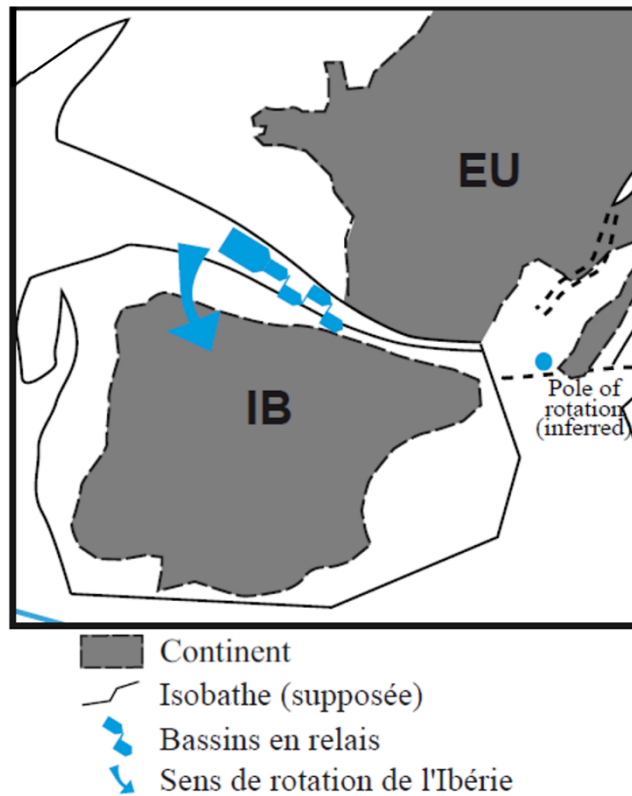 EU
IB
Pole of
rotation
(inferred)
Continent
Isobathe (supposée)
Bassins en relais
Sens de rotation de l'Ibérie